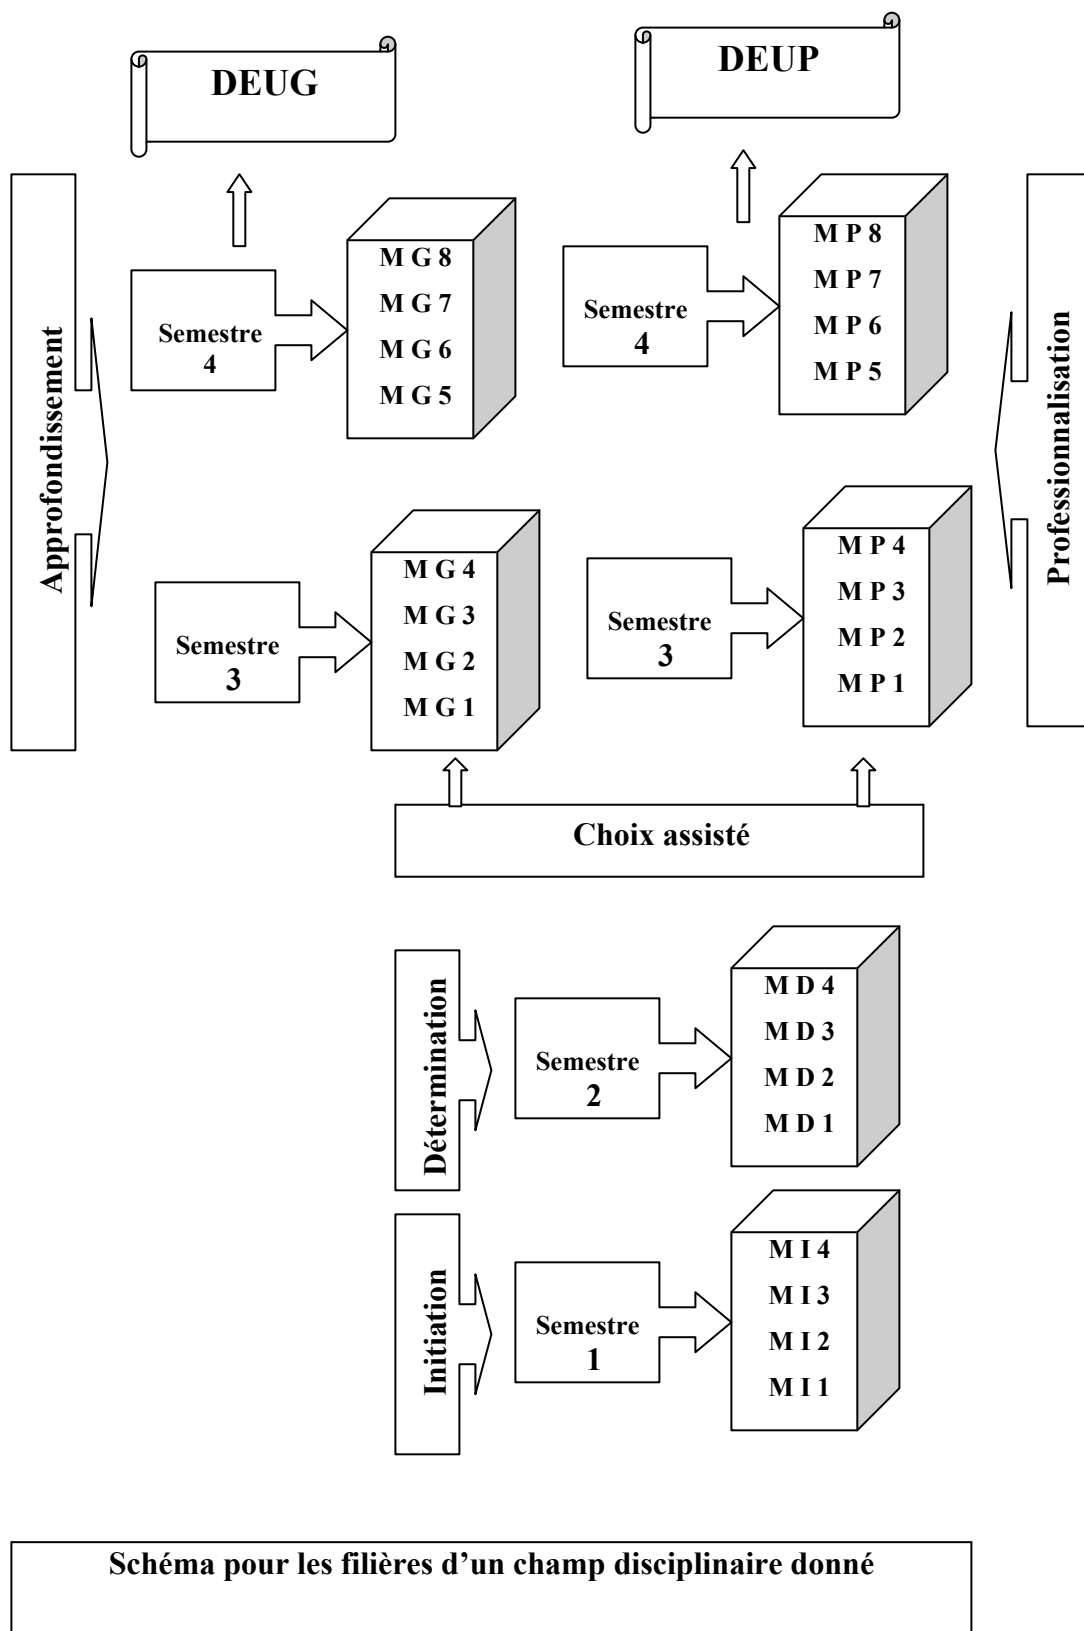 DEUG
DEUP
Approfondissement
Semestre
4
M G 8
M G 7
M G 6
M G 5
Semestre
4
M P 8
M P 7
M P 6
M P 5
Professionnalisation
Semestre
3
M G 4
M G 3
M G 2
M G 1
Semestre
3
M P 4
M P 3
M P 2
M P 1
Choix assisté
Détermination
Semestre
2
M D 4
M D 3
M D 2
M D 1
Initiation
Semestre
1
M I 4
M I 3
M I 2
M I 1
Schéma pour les filières d’un champ disciplinaire donné